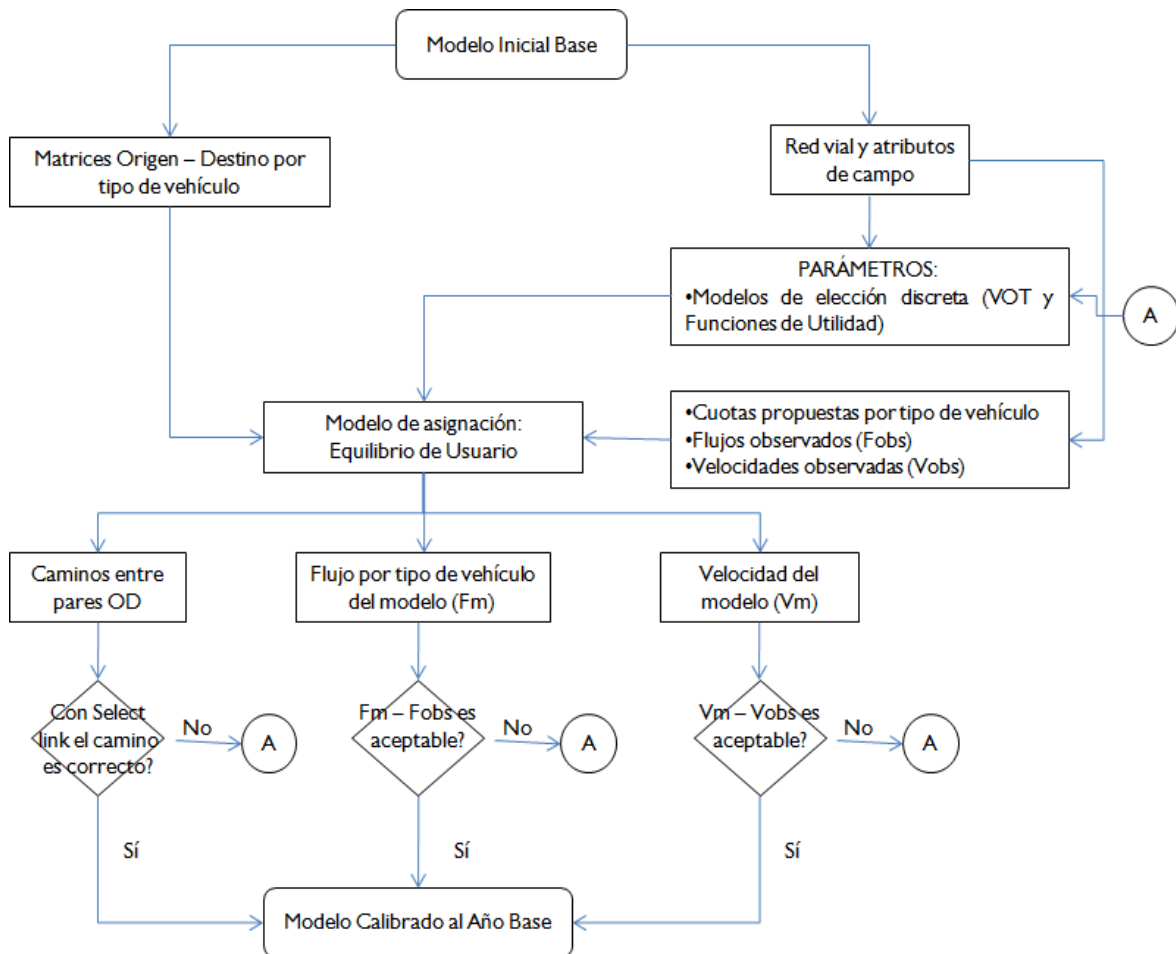 Modelo Inicial Base
Matrices Origen – Destino por
tipo de vehículo
Red vial y atributos
de campo
PARÁMETROS:
•Modelos de elección discreta (VOT y
Funciones de Utilidad)
A
Modelo de asignación:
Equilibrio de Usuario
•Cuotas propuestas por tipo de vehículo
•Flujos observados (Fobs)
•Velocidades observadas (Vobs)
Caminos entre
pares OD
Flujo por tipo de vehículo
del modelo (Fm)
Velocidad del
modelo (Vm)
Con Select
link el camino
es correcto?
No
A
Fm – Fobs es
aceptable?
No
A
Vm – Vobs es
aceptable?
No
A
Sí
Sí
Sí
Modelo Calibrado al Año Base